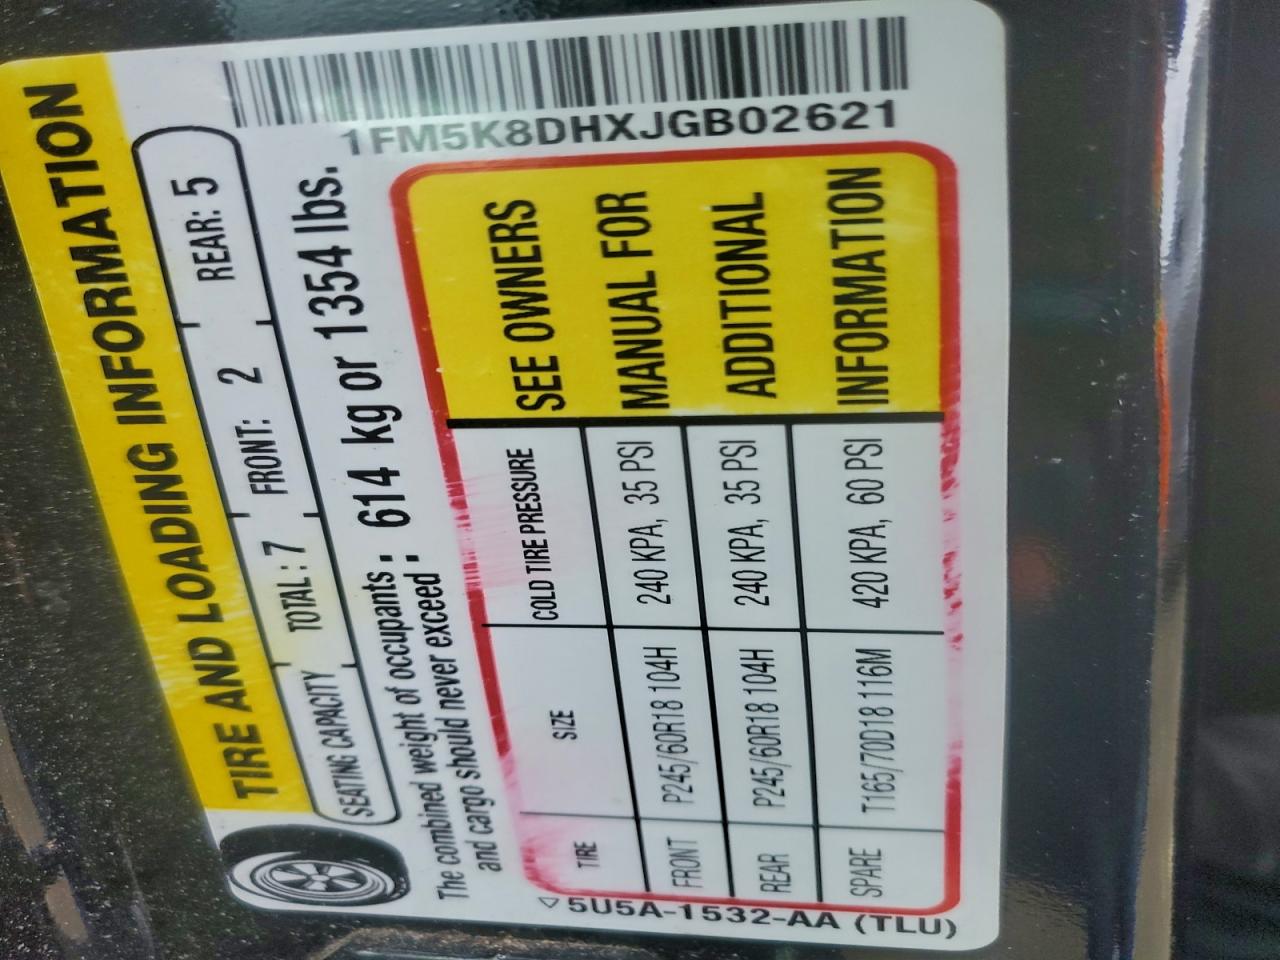 TIRE AND LOADING INFORMATION
SEATING CAPACITY TOTAL : 7 FRONT: 2 REAR: 5
The combined weight of occupants : 614 kg or 1354 lbs.
and cargo should never exceed :
1FM5K8DHXJGB02621
TIRE SIZE COLD TIRE PRESSURE
FRONT P245/60R18 104H 240 KPA, 35 PSI
REAR P245/60R18 104H 240 KPA, 35 PSI
SPARE T165/70D18 116M 420 KPA, 60 PSI
SEE OWNERS
MANUAL FOR
ADDITIONAL
INFORMATION
5U5A-1532-AA (TLU)